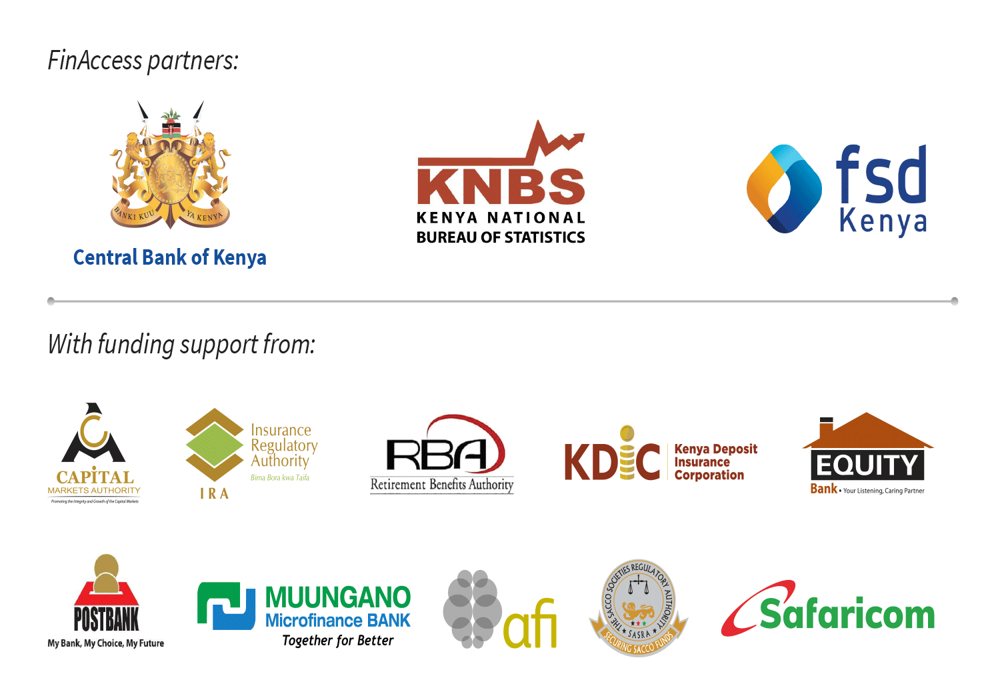 FinAccess partners:
BANKI KUU YA KENYA
Central Bank of Kenya
KNBS
KENYA NATIONAL
BUREAU OF STATISTICS
fsd
Kenya
With funding support from:
CAPITAL
MARKETS AUTHORITY
Promoting the Integrity and Growth of the Capital Markets
Insurance
Regulatory
Authority
Bima Bora kwa Taifa
IRA
RBA
Retirement Benefits Authority
KDIC
Kenya Deposit
Insurance
Corporation
EQUITY
Bank • Your Listening, Caring Partner
POSTBANK
My Bank, My Choice, My Future
MUUNGANO
Microfinance BANK
Together for Better
afi
THE SACCO SOCIETIES REGULATORY AUTHORITY
SASRA
SECURING SACCO FUNDS
Safaricom